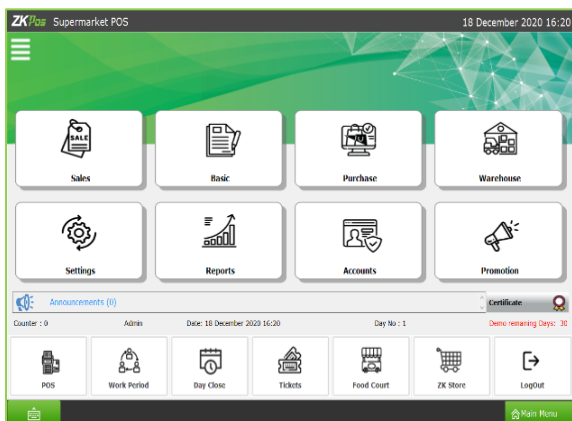 ZKPos Supermarket POS 18 December 2020 16:20
SALE
Sales Basic Purchase Warehouse
Settings Reports Accounts Promotion
Announcements (0) Certificate
Counter : 0 Admin Date: 18 December 2020 16:20 Day No : 1 Demo remaning Days: 30
POS Work Period Day Close Tickets Food Court ZK Store LogOut
Main Menu